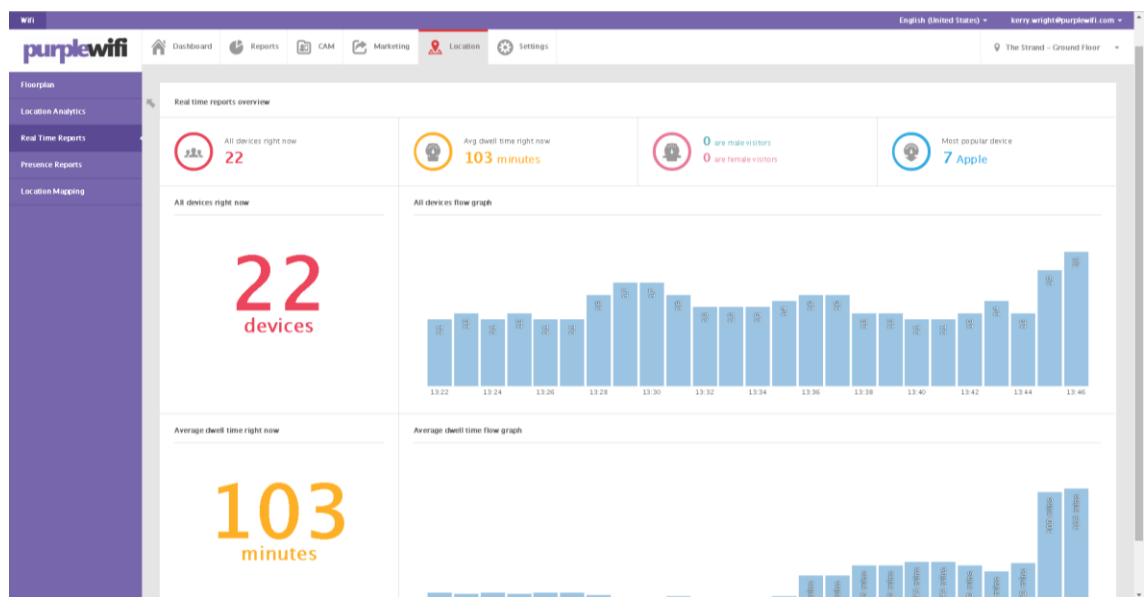 WiFi
English (United States)
kerry.wright@purplewifi.com
purplewifi
Dashboard
Reports
CAM
Marketing
Location
Settings
The Strand - Ground Floor
Floorplan
Location Analytics
Real Time Reports
Presence Reports
Location Mapping
Real time reports overview
All devices right now
22
Avg dwell time right now
103 minutes
0 are male visitors
0 are female visitors
Most popular device
7 Apple
All devices right now
22
devices
All devices flow graph
13:22 13:24 13:26 13:28 13:30 13:32 13:34 13:36 13:38 13:40 13:42 13:44 13:46
Average dwell time right now
103
minutes
Average dwell time flow graph